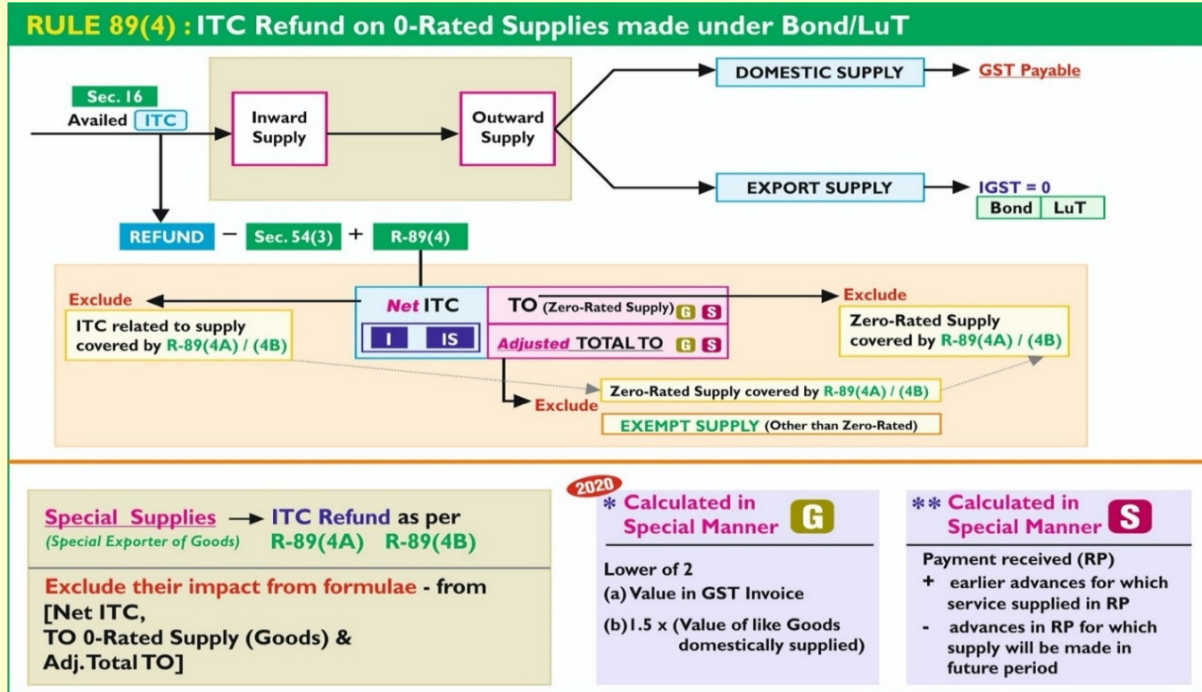 RULE 89(4) : ITC Refund on 0-Rated Supplies made under Bond/LuT
Sec. 16
Availed ITC
Inward
Supply
Outward
Supply
DOMESTIC SUPPLY
GST Payable
EXPORT SUPPLY
IGST = 0
Bond LuT
REFUND – Sec. 54(3) + R-89(4)
Exclude
ITC related to supply
covered by R-89(4A) / (4B)
Net ITC
I IS
TO (Zero-Rated Supply) G S
Adjusted TOTAL TO G S
Exclude
Zero-Rated Supply
covered by R-89(4A) / (4B)
Exclude
Zero-Rated Supply covered by R-89(4A) / (4B)
EXEMPT SUPPLY (Other than Zero-Rated)
Special Supplies → ITC Refund as per
(Special Exporter of Goods) R-89(4A) R-89(4B)
Exclude their impact from formulae - from
[Net ITC,
TO 0-Rated Supply (Goods) &
Adj. Total TO]
2020
* Calculated in
Special Manner G
Lower of 2
(a) Value in GST Invoice
(b) 1.5 x (Value of like Goods
domestically supplied)
** Calculated in
Special Manner S
Payment received (RP)
+ earlier advances for which
service supplied in RP
- advances in RP for which
supply will be made in
future period